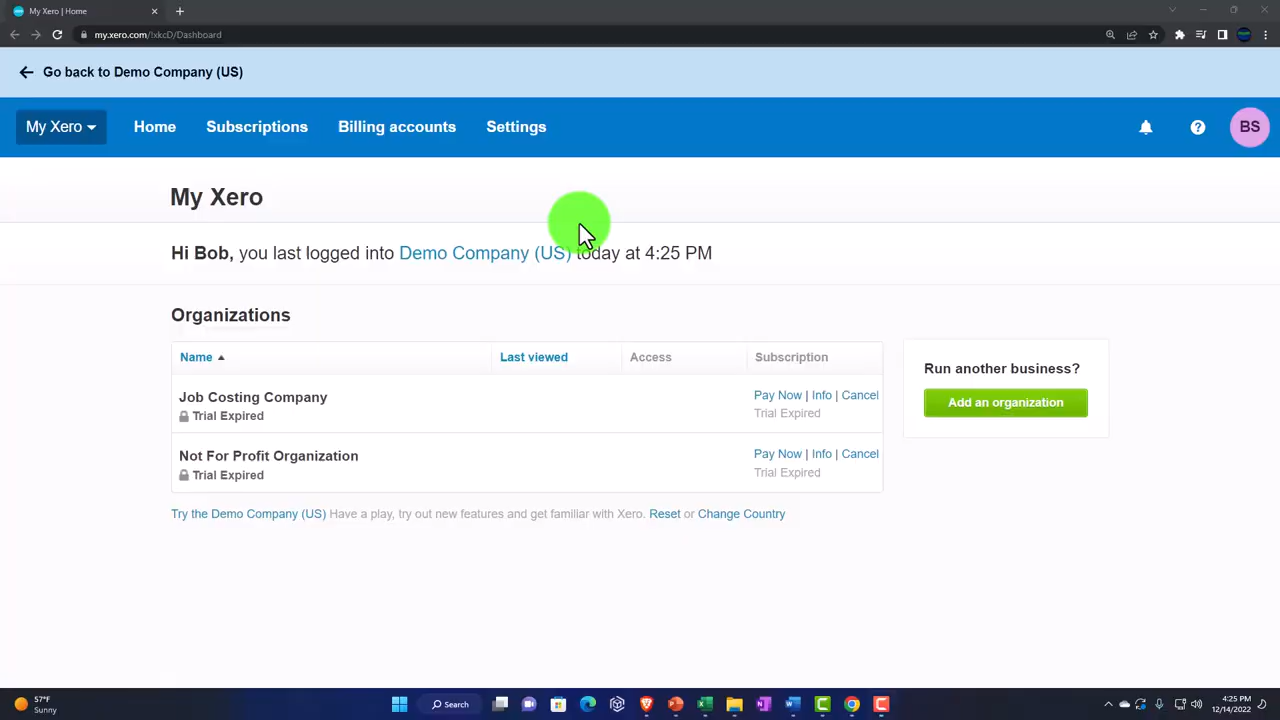 My Xero | Home
my.xero.com/!xkcD/Dashboard
Go back to Demo Company (US)
My Xero Home Subscriptions Billing accounts Settings BS
My Xero
Hi Bob, you last logged into Demo Company (US) today at 4:25 PM
Organizations
Name Last viewed Access Subscription
Job Costing Company
Trial Expired
Pay Now | Info | Cancel
Trial Expired
Not For Profit Organization
Trial Expired
Pay Now | Info | Cancel
Trial Expired
Run another business?
Add an organization
Try the Demo Company (US) Have a play, try out new features and get familiar with Xero. Reset or Change Country
57°F
Sunny
Search
4:25 PM
12/14/2022